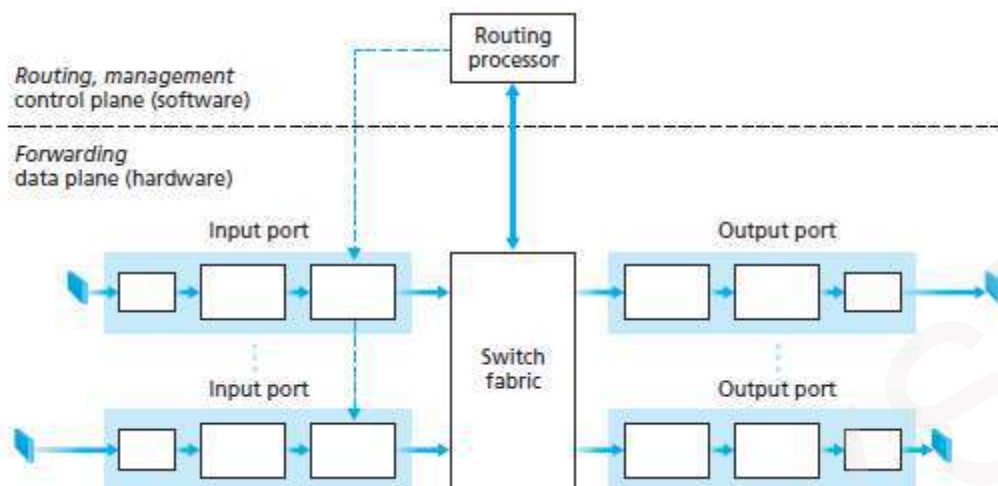 Routing
processor
Routing, management
control plane (software)
Forwarding
data plane (hardware)
Input port
Output port
Switch
fabric
Input port
Output port